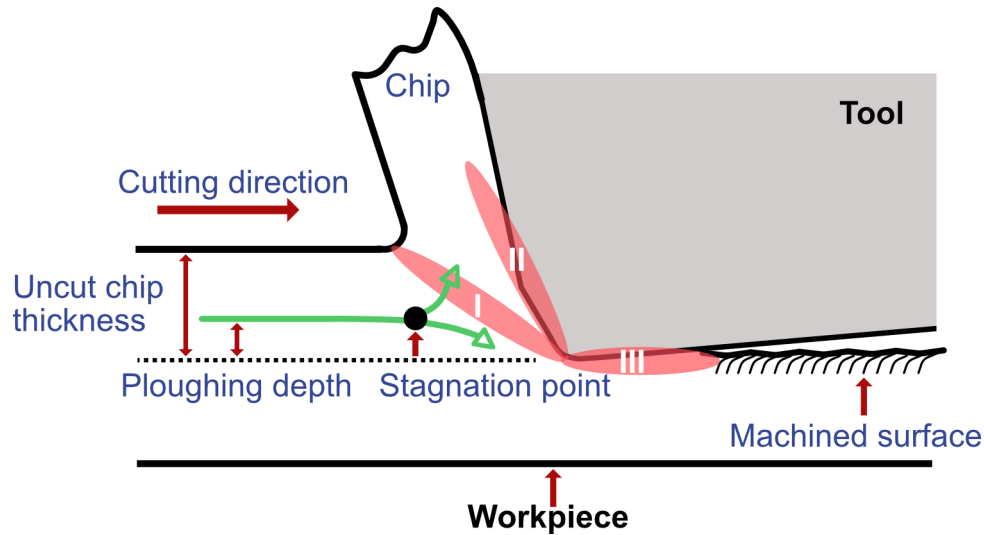 Chip
Tool
Cutting direction
II
Uncut chip
thickness
I
III
Ploughing depth
Stagnation point
Machined surface
Workpiece